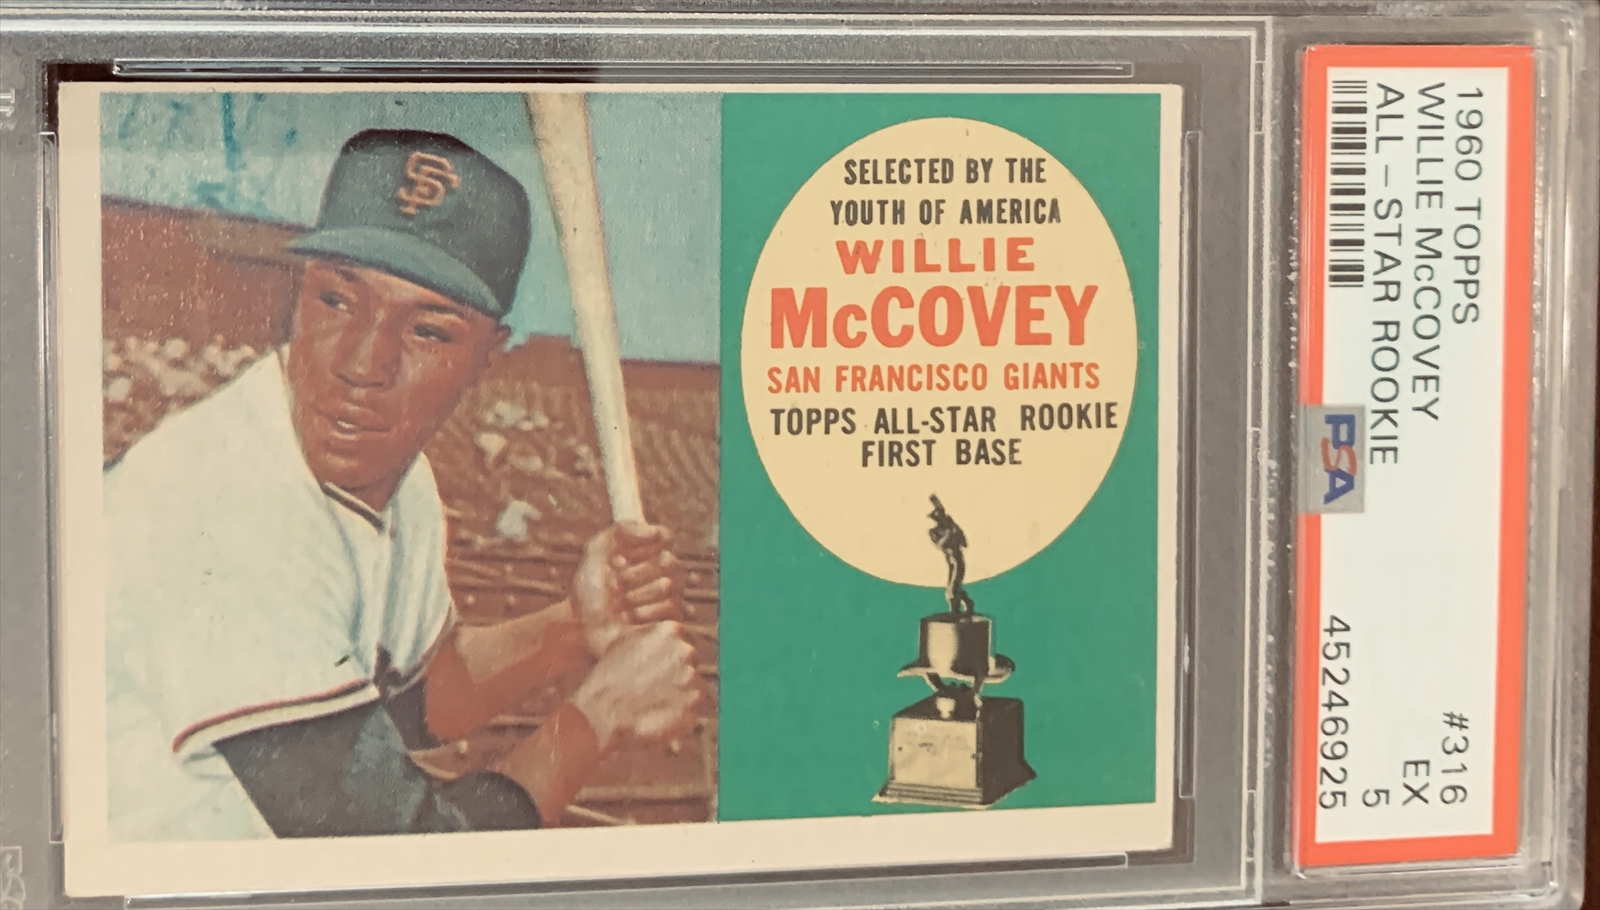 SF
SELECTED BY THE
YOUTH OF AMERICA
WILLIE
McCOVEY
SAN FRANCISCO GIANTS
TOPPS ALL-STAR ROOKIE
FIRST BASE
1960 TOPPS #316
WILLIE McCOVEY EX
ALL-STAR ROOKIE 5
PSA 45246925